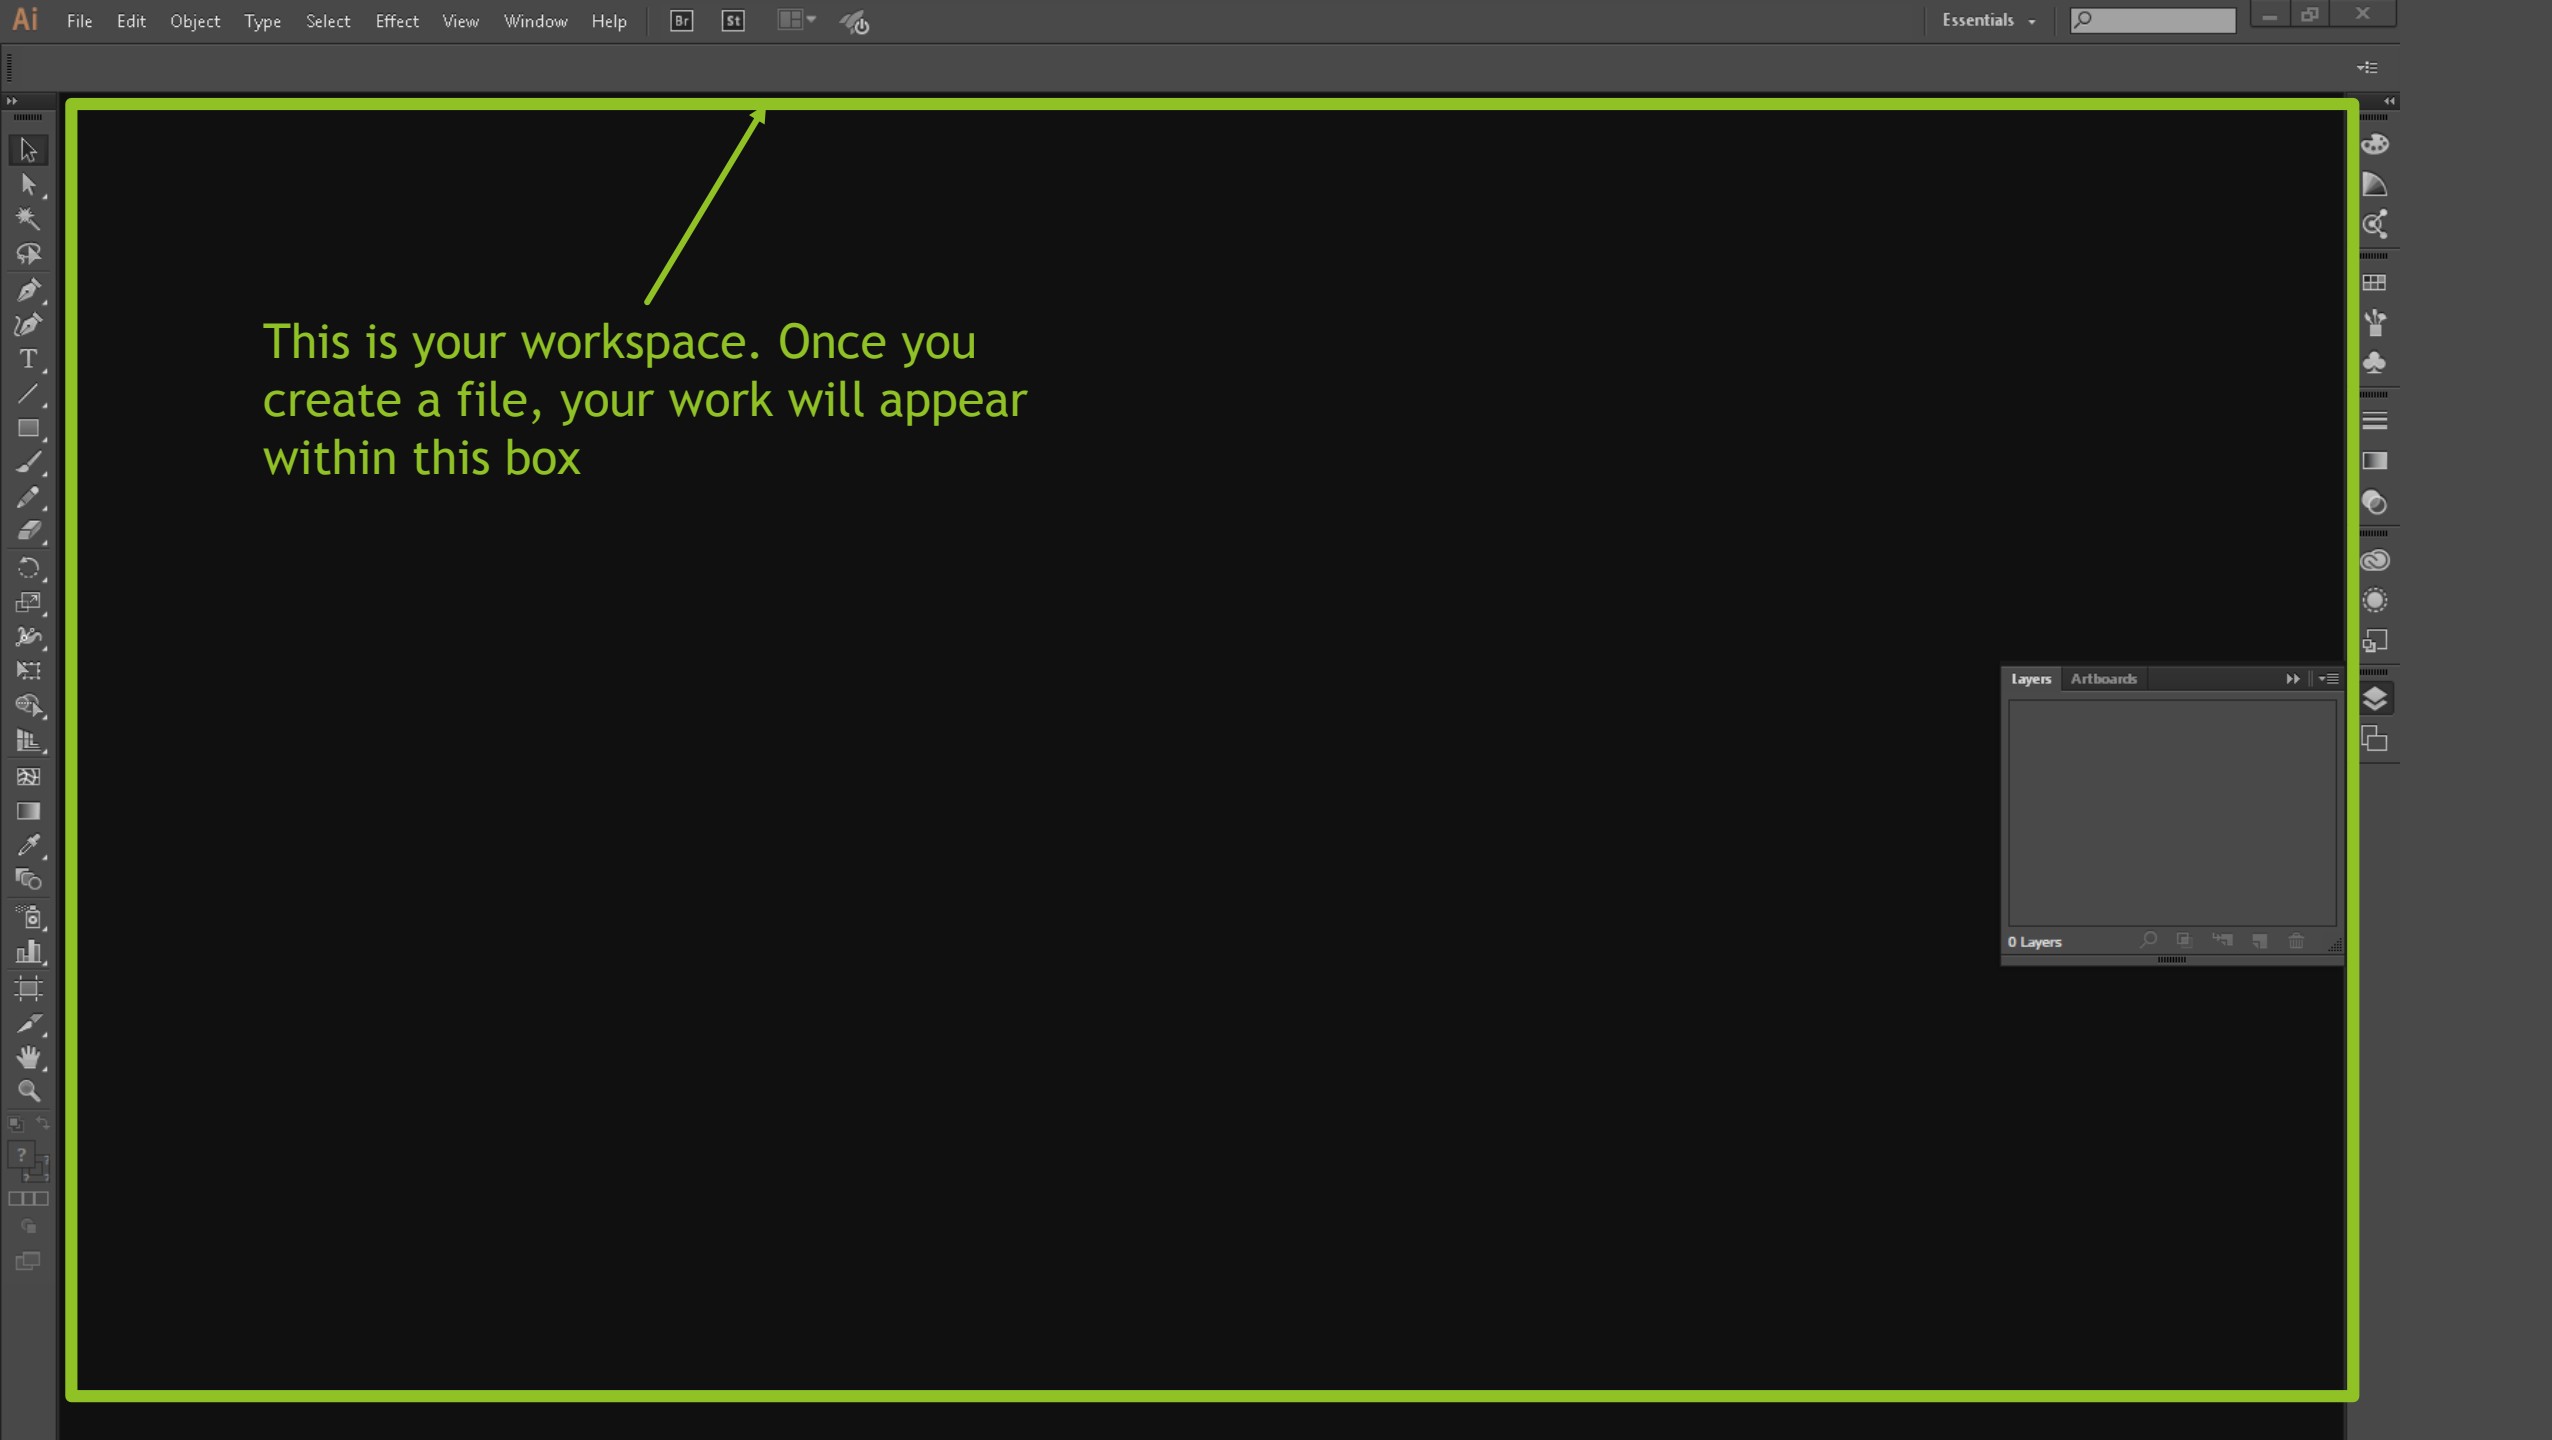 Ai File Edit Object Type Select Effect View Window Help Br St Essentials
This is your workspace. Once you
create a file, your work will appear
within this box
Layers Artboards
0 Layers
T
?
?
? ?